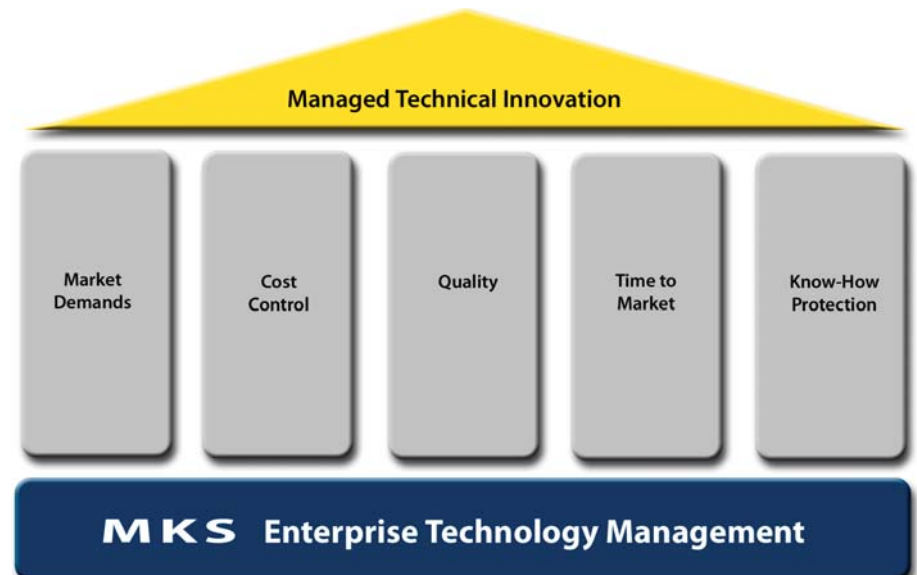 Managed Technical Innovation
Market
Demands
Cost
Control
Quality
Time to
Market
Know-How
Protection
MKS Enterprise Technology Management